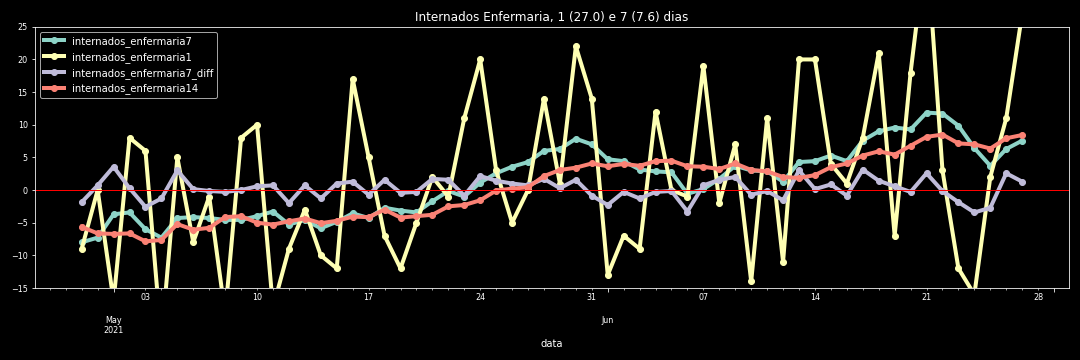 Internados Enfermaria, 1 (27.0) e 7 (7.6) dias
25
20
15
10
5
0
−5
−10
−15
internados_enfermaria7
internados_enfermaria1
internados_enfermaria7_diff
internados_enfermaria14
03
10
17
24
31
07
14
21
28
May
2021
Jun
data